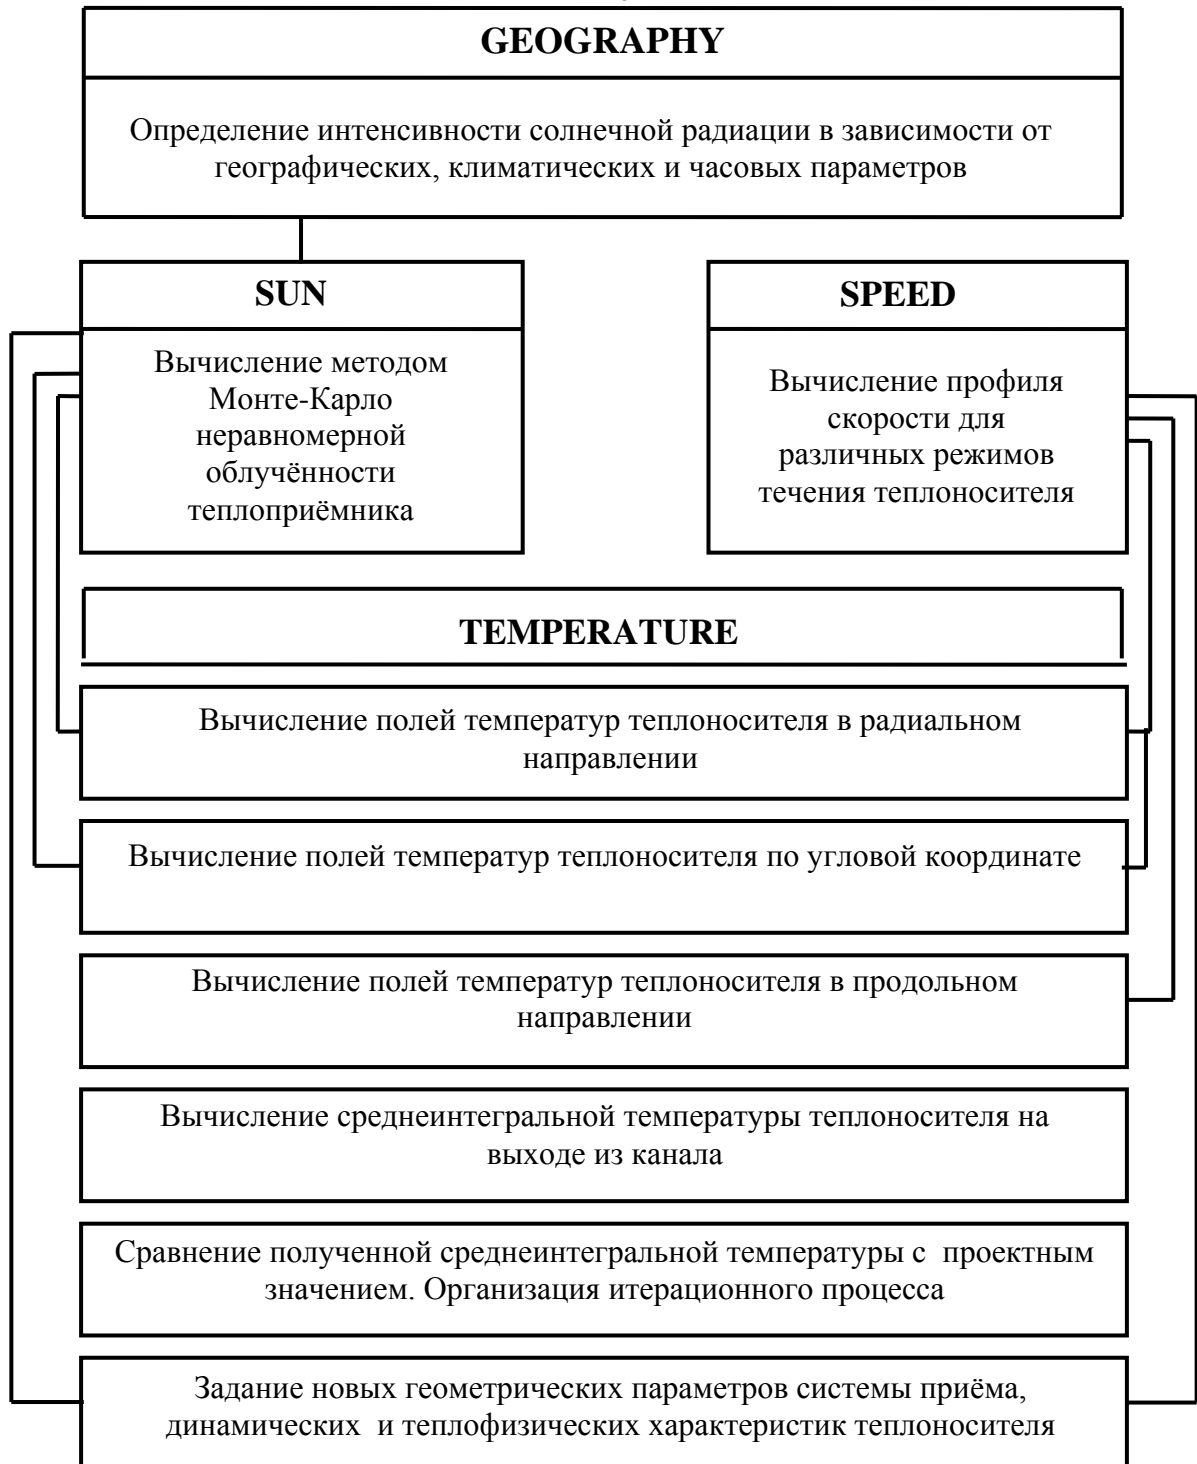 GEOGRAPHY
Определение интенсивности солнечной радиации в зависимости от
географических, климатических и часовых параметров
SUN
Вычисление методом
Монте-Карло
неравномерной
облучённости
теплоприёмника
SPEED
Вычисление профиля
скорости для
различных режимов
течения теплоносителя
TEMPERATURE
Вычисление полей температур теплоносителя в радиальном
направлении
Вычисление полей температур теплоносителя по угловой координате
Вычисление полей температур теплоносителя в продольном
направлении
Вычисление среднеинтегральной температуры теплоносителя на
выходе из канала
Сравнение полученной среднеинтегральной температуры с проектным
значением. Организация итерационного процесса
Задание новых геометрических параметров системы приёма,
динамических и теплофизических характеристик теплоносителя